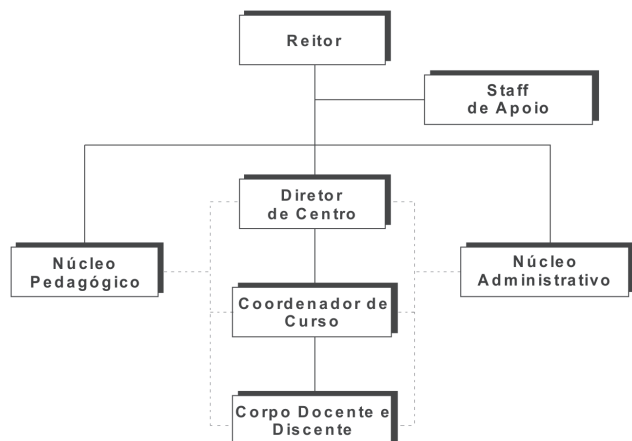 Reitor
Staff
de Apoio
Diretor
de Centro
Núcleo
Pedagógico
Núcleo
Administrativo
Coordenador de
Curso
Corpo Docente e
Discente